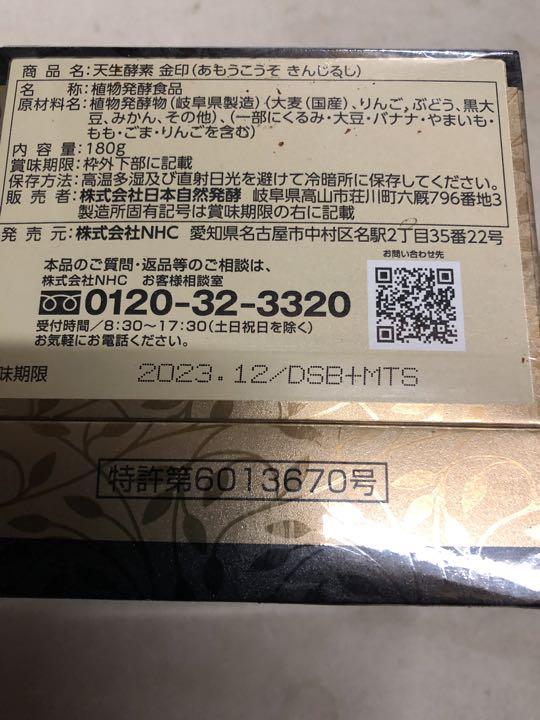 商品名:天生酵素 金印(あもうこうそ きんじるし)
名称:植物発酵食品
原材料名:植物発酵物(岐阜県製造)(大麦(国産)、りんご、ぶどう、黒大
豆、みかん、その他)、(一部にくるみ・大豆・バナナ・やまいも・
もも・ごま・りんごを含む)
内容量:180g
賞味期限:枠外下部に記載
保存方法:高温多湿及び直射日光を避けて冷暗所に保存してください。
販売者:株式会社日本自然発酵 岐阜県高山市荘川町六厩796番地3
製造所固有記号は賞味期限の右に記載
発売元:株式会社NHC 愛知県名古屋市中村区名駅2丁目35番22号
お問い合わせ先
本品のご質問・返品等のご相談は、
株式会社NHC お客様相談室
0120-32-3320
受付時間/8:30〜17:30(土日祝日を除く)
お気軽にお電話ください。
味期限 2023.12/DSB+MTS
特許第6013670号